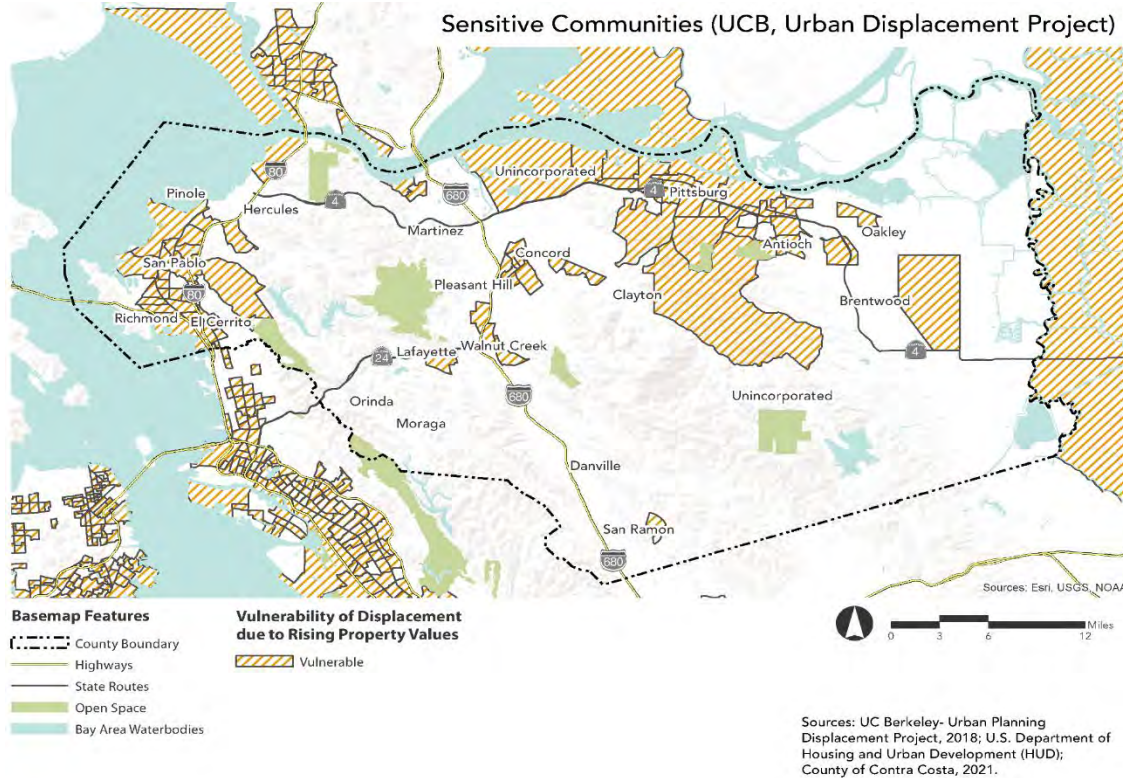 Sensitive Communities (UCB, Urban Displacement Project)
80
Unincorporated
Pinole
680
4
Pittsburg
Hercules
4
Martinez
Oakley
Antioch
Concord
San Pablo
Pleasant Hill
Clayton
80
Brentwood
Richmond
El Cerrito
Walnut Creek
Lafayette
24
4
680
Unincorporated
Orinda
Moraga
Danville
San Ramon
680
Sources: Esri, USGS, NOAA
Basemap Features
County Boundary
Highways
State Routes
Open Space
Bay Area Waterbodies
Vulnerability of Displacement
due to Rising Property Values
Vulnerable
Miles
0 3 6 12
Sources: UC Berkeley- Urban Planning
Displacement Project, 2018; U.S. Department of
Housing and Urban Development (HUD);
County of Contra Costa, 2021.